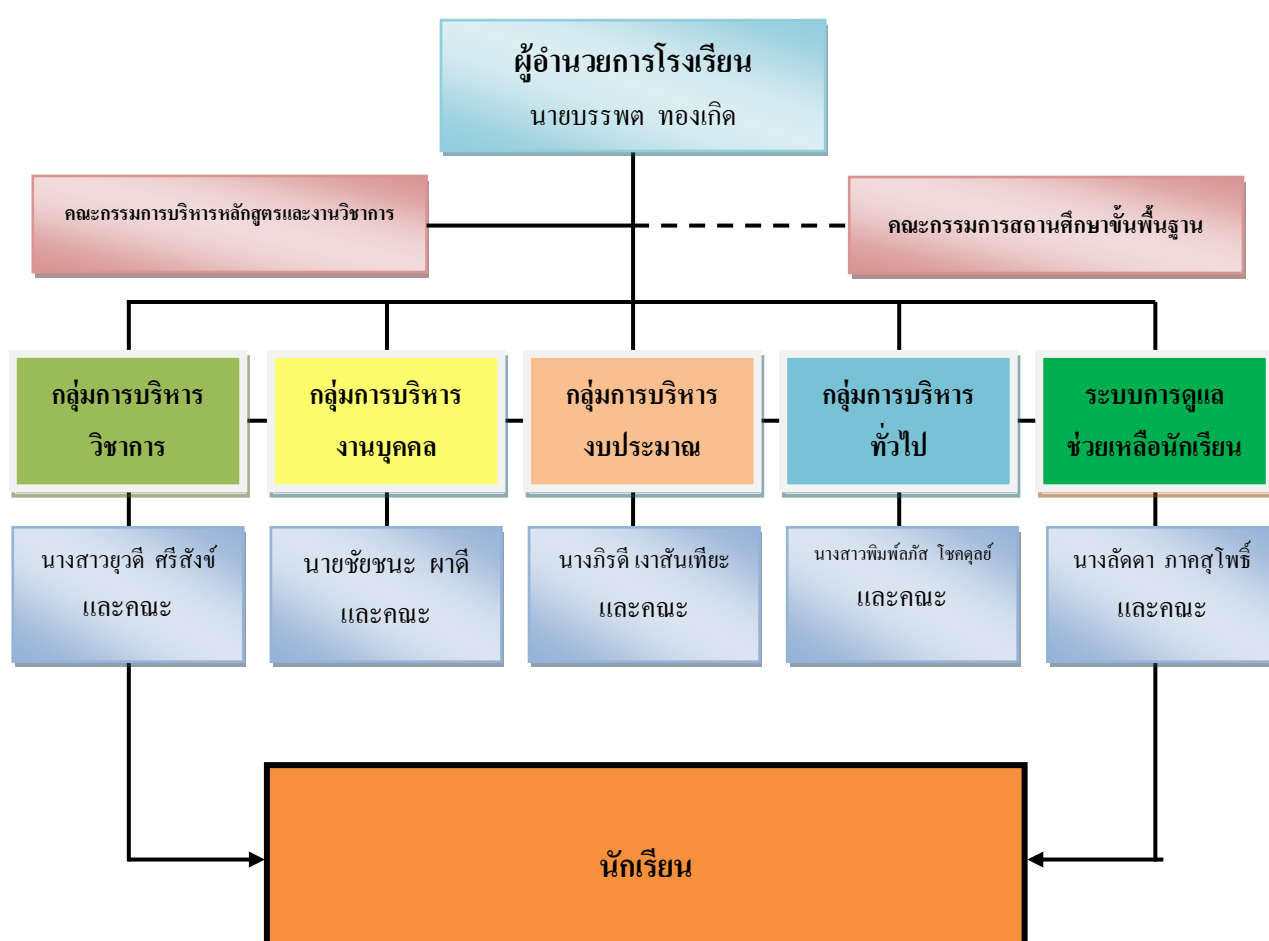 ผู้อำนวยการโรงเรียน
นายบรรพต ทองเกิด
คณะกรรมการบริหารหลักสูตรและงานวิชาการ
คณะกรรมการสถานศึกษาขั้นพื้นฐาน
กลุ่มการบริหาร
วิชาการ
กลุ่มการบริหาร
งานบุคคล
กลุ่มการบริหาร
งบประมาณ
กลุ่มการบริหาร
ทั่วไป
ระบบการดูแล
ช่วยเหลือนักเรียน
นางสาวยุวดี ศรีสังข์
และคณะ
นายชัยชนะ ผาดี
และคณะ
นางภิรดี เงาสันเทียะ
และคณะ
นางสาวพิมพ์ลภัส โชคดุลย์
และคณะ
นางลัดดา ภาคสุโพธิ์
และคณะ
นักเรียน